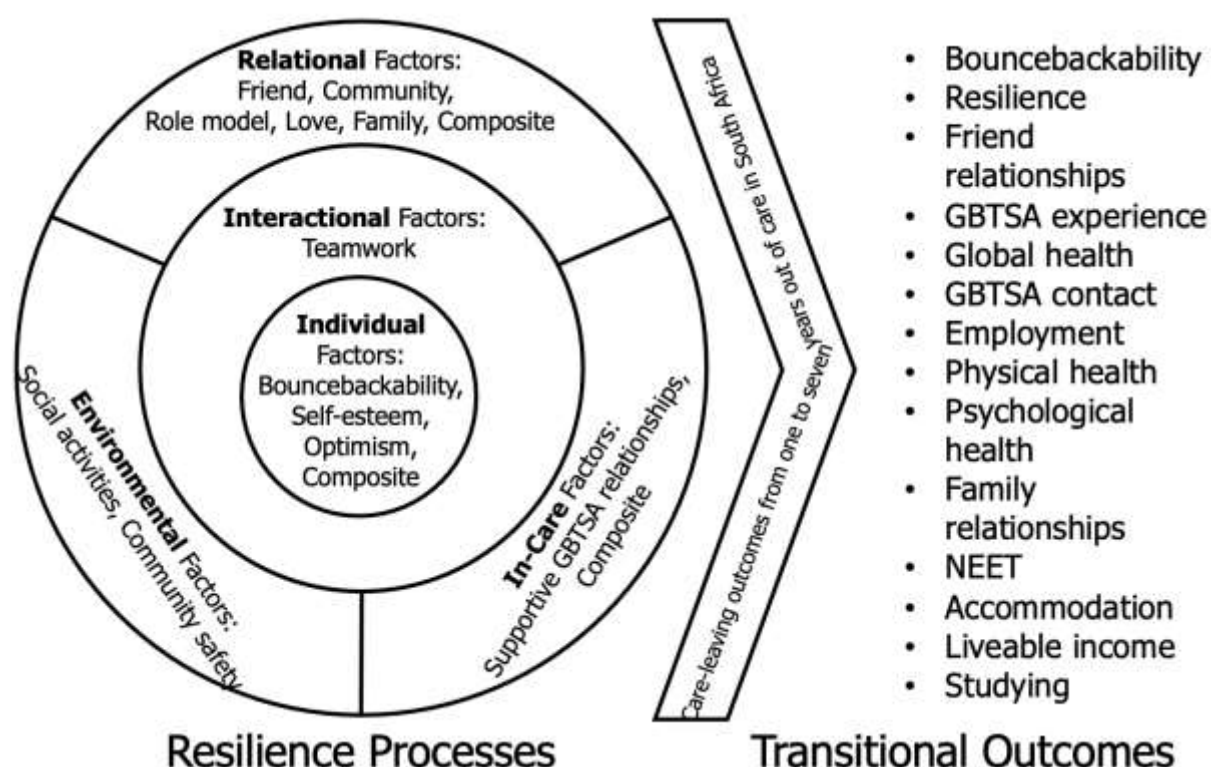 Relational Factors:
Friend, Community,
Role model, Love, Family, Composite
Interactional Factors:
Teamwork
Individual
Factors:
Bouncebackability,
Self-esteem,
Optimism,
Composite
Environmental Factors:
Social activities, Community safety
In-Care Factors:
Supportive GBTSA relationships,
Composite
Resilience Processes
Care-leaving outcomes from one to seven years out of care in South Africa
• Bouncebackability
• Resilience
• Friend
relationships
• GBTSA experience
• Global health
• GBTSA contact
• Employment
• Physical health
• Psychological
health
• Family
relationships
• NEET
• Accommodation
• Liveable income
• Studying
Transitional Outcomes